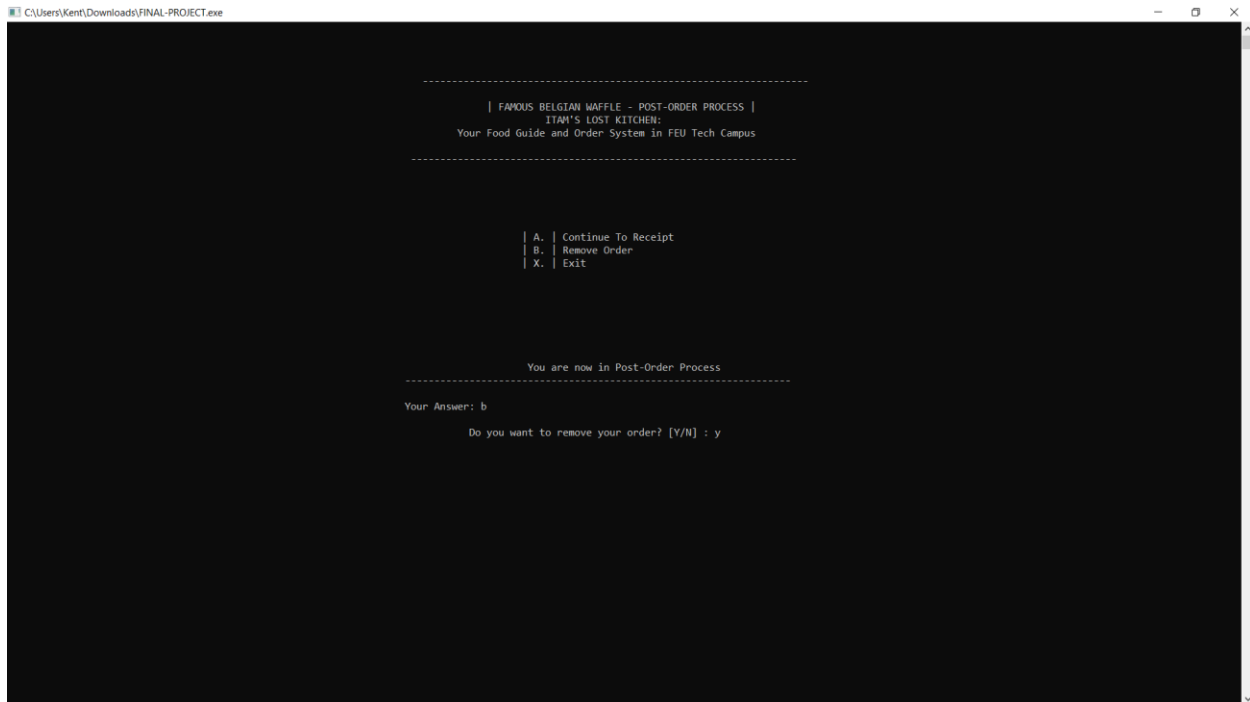 C:\Users\Kent\Downloads\FINAL-PROJECT.exe
-----------------------------------------------------------------
| FAMOUS BELGIAN WAFFLE - POST-ORDER PROCESS |
ITAM'S LOST KITCHEN:
Your Food Guide and Order System in FEU Tech Campus
-----------------------------------------------------------------
| A. | Continue To Receipt
| B. | Remove Order
| X. | Exit
You are now in Post-Order Process
-----------------------------------------------------------------
Your Answer: b
Do you want to remove your order? [Y/N] : y